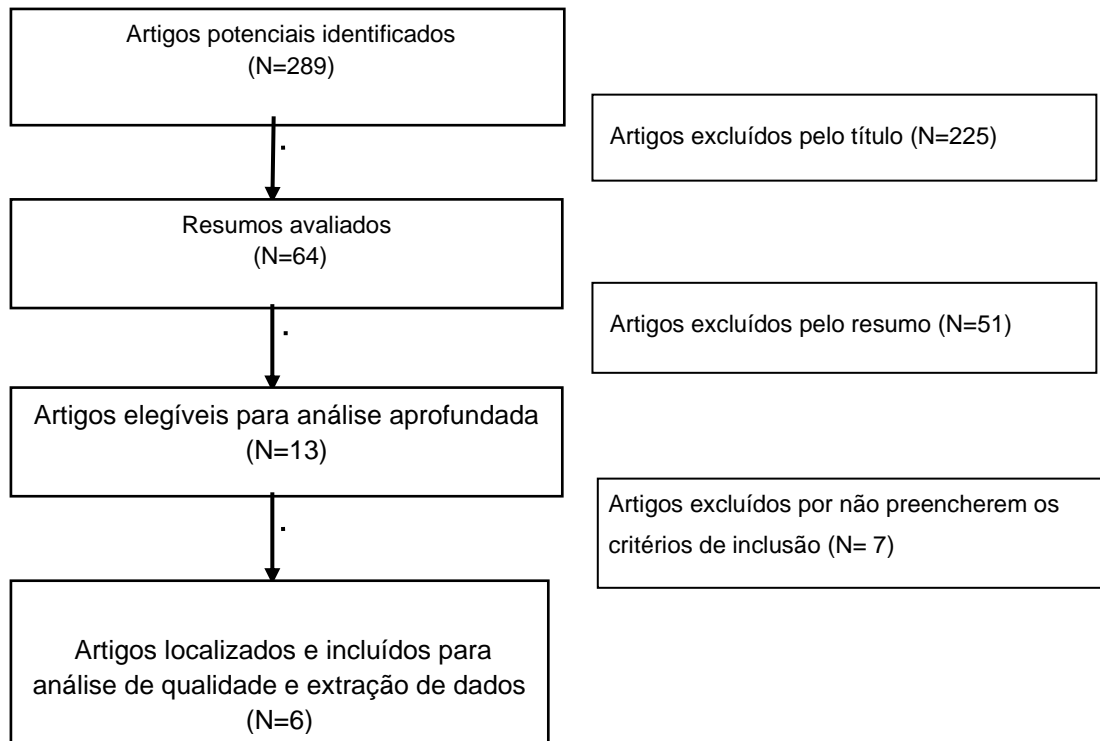 Artigos potenciais identificados
(N=289)
Artigos excluídos pelo título (N=225)
Resumos avaliados
(N=64)
Artigos excluídos pelo resumo (N=51)
Artigos elegíveis para análise aprofundada
(N=13)
Artigos excluídos por não preencherem os
critérios de inclusão (N= 7)
Artigos localizados e incluídos para
análise de qualidade e extração de dados
(N=6)